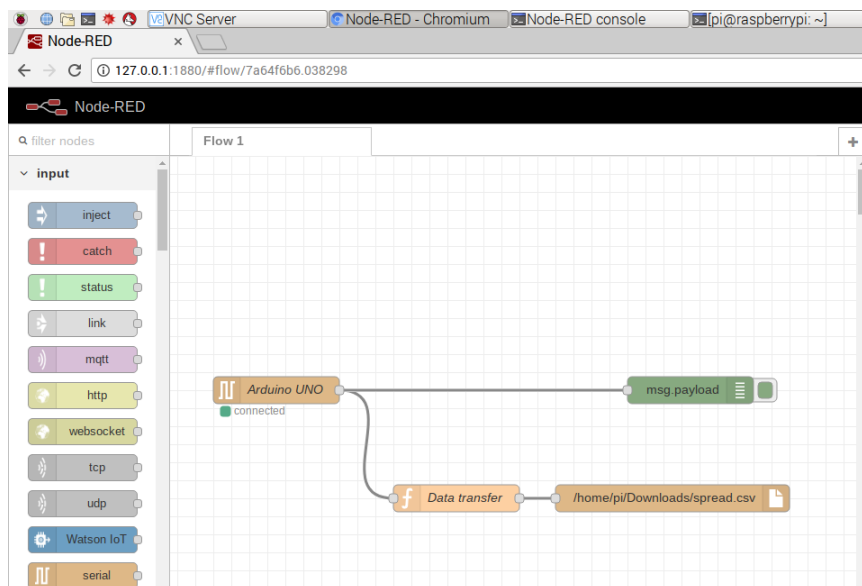 VNC Server Node-RED - Chromium Node-RED console [pi@raspberrypi: ~]
Node-RED ×
127.0.0.1:1880/#flow/7a64f6b6.038298
Node-RED
filter nodes Flow 1 +
input
inject
catch
status
link
mqtt
Arduino UNO msg.payload
http
connected
websocket
tcp
Data transfer /home/pi/Downloads/spread.csv
udp
Watson IoT
serial